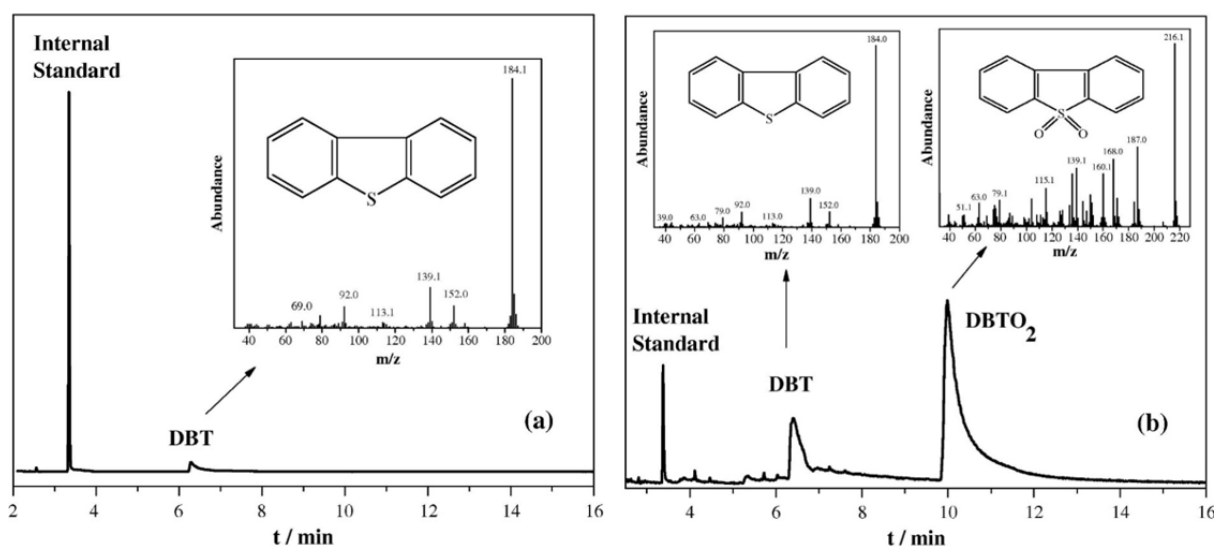 Internal
Standard
Abundance
184.1
S
69.0
92.0
113.1
139.1
152.0
40 60 80 100 120 140 160 180 200
m/z
DBT
(a)
2 4 6 8 10 12 14 16
t / min
Abundance
184.0
S
39.0
63.0
79.0
92.0
113.0
139.0
152.0
40 60 80 100 120 140 160 180 200
m/z
Abundance
216.1
S
O O
51.1
63.0
79.1
115.1
139.1
160.1
168.0
187.0
40 60 80 100 120 140 160 180 200 220
m/z
Internal
Standard
DBT
DBTO2
(b)
4 6 8 10 12 14 16
t / min